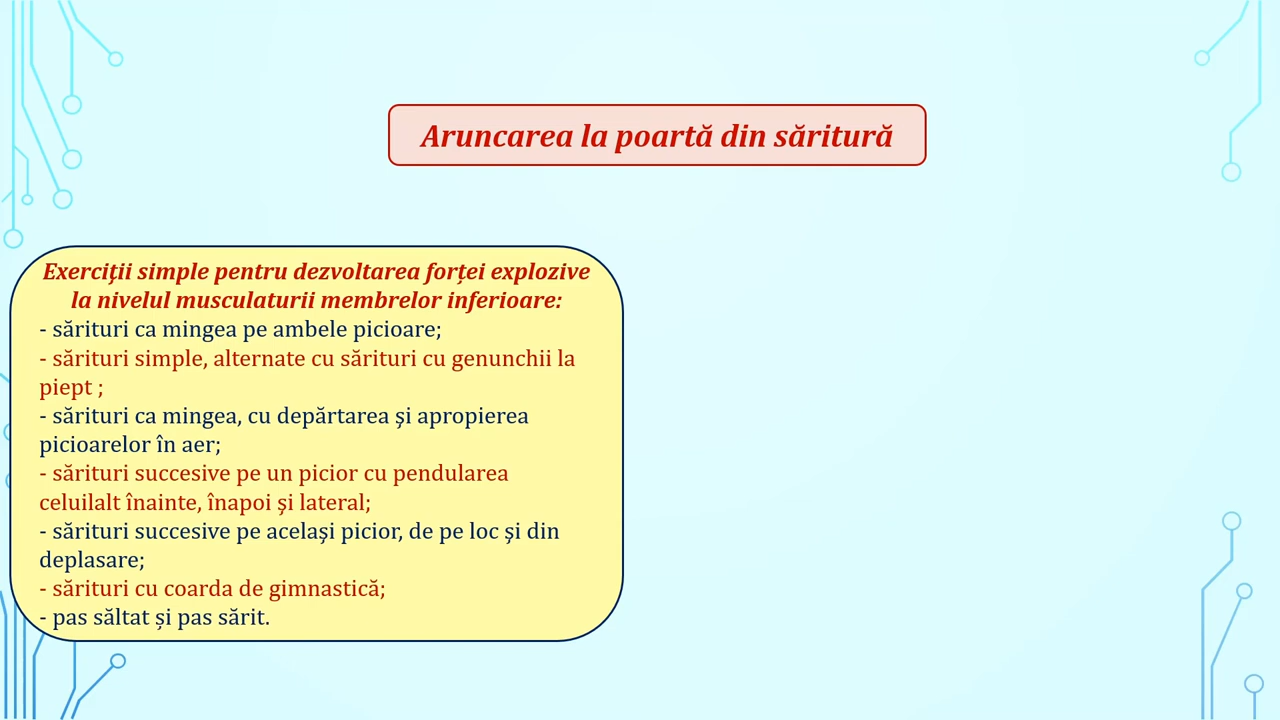 Aruncarea la poartă din săritură
Exerciţii simple pentru dezvoltarea forței explozive
la nivelul musculaturii membrelor inferioare:
- sărituri ca mingea pe ambele picioare;
- sărituri simple, alternate cu sărituri cu genunchii la
piept ;
- sărituri ca mingea, cu depărtarea şi apropierea
picioarelor în aer;
- sărituri succesive pe un picior cu pendularea
celuilalt înainte, înapoi şi lateral;
- sărituri succesive pe acelaşi picior, de pe loc şi din
deplasare;
- sărituri cu coarda de gimnastică;
- pas săltat și pas sărit.